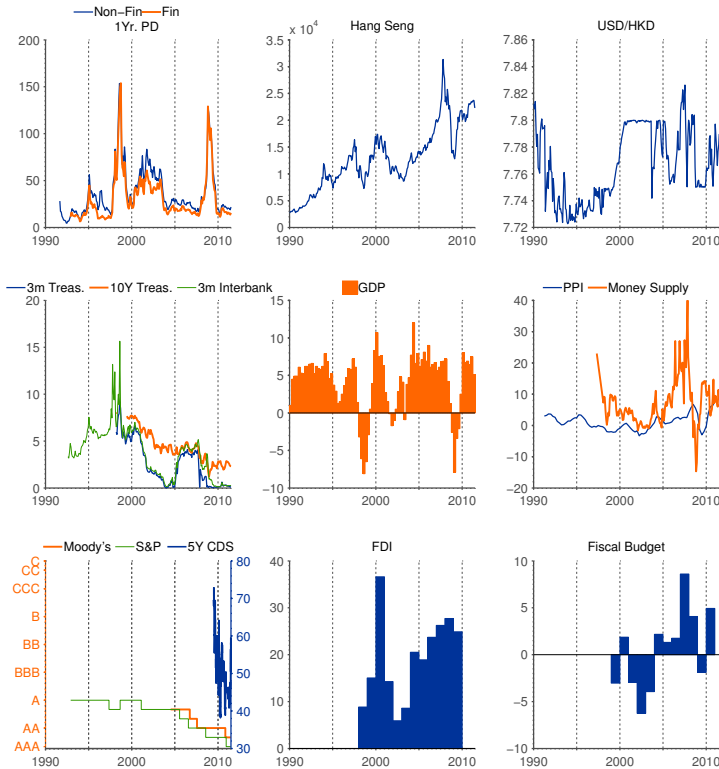 Non−Fin Fin
1Yr. PD
200
150
100
50
0
1990 2000 2010
Hang Seng
x 10^4
3.5
3
2.5
2
1.5
1
0.5
0
1990 2000 2010
USD/HKD
7.86
7.84
7.82
7.8
7.78
7.76
7.74
7.72
1990 2000 2010
3m Treas. 10Y Treas. 3m Interbank
20
15
10
5
0
1990 2000 2010
GDP
15
10
5
0
−5
−10
1990 2000 2010
PPI Money Supply
40
30
20
10
0
−10
−20
1990 2000 2010
Moody's S&P 5Y CDS
C
CC
CCC
B
BB
BBB
A
AA
AAA
80
70
60
50
40
30
1990 2000 2010
FDI
40
30
20
10
0
1990 2000 2010
Fiscal Budget
10
5
0
−5
−10
1990 2000 2010